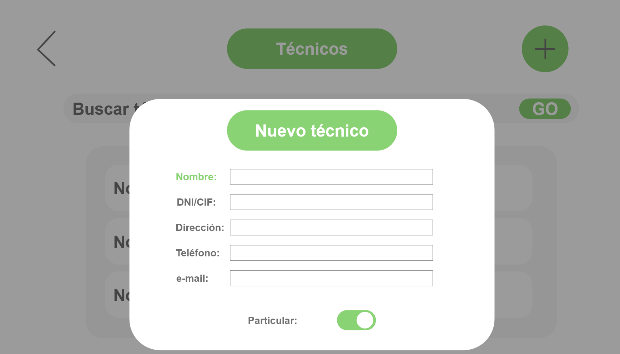 Técnicos
Buscar
GO
Nuevo técnico
Nombre:
DNI/CIF:
Dirección:
Teléfono:
e-mail:
Particular: